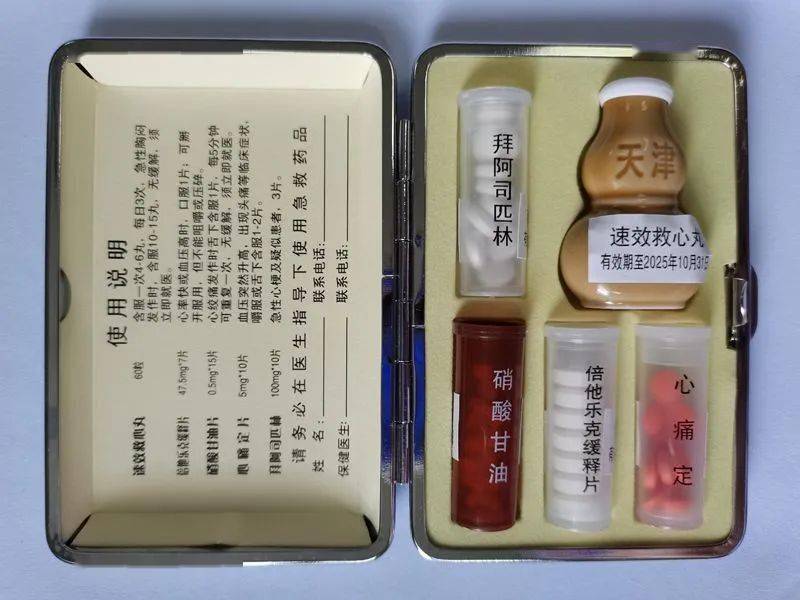 使用说明
速效救心丸 60粒 含服一次4-6丸，每日3次，急性胸闷
发作时，含服10-15丸，无缓解，须
立即就医。
倍他乐克缓释片 47.5mg*7片 心率快或血压高时，口服1片；可掰
开服用，但不能咀嚼或压碎。
硝酸甘油片 0.5mg*15片 心绞痛发作时舌下含服1片，每5分钟
可重复一次，无缓解，须立即就医。
心痛定片 5mg*10片 血压突然升高，出现头痛等临床症状，
嚼服或舌下含服1-2片。
拜阿司匹林 100mg*10片 急性心梗及疑似患者，3片。
请务必在医生指导下使用急救药品
姓名：
联系电话：
保健医生：
联系电话：
拜阿司匹林
天津
速效救心丸
有效期至2025年10月31日
硝酸甘油
倍他乐克缓释片
心痛定